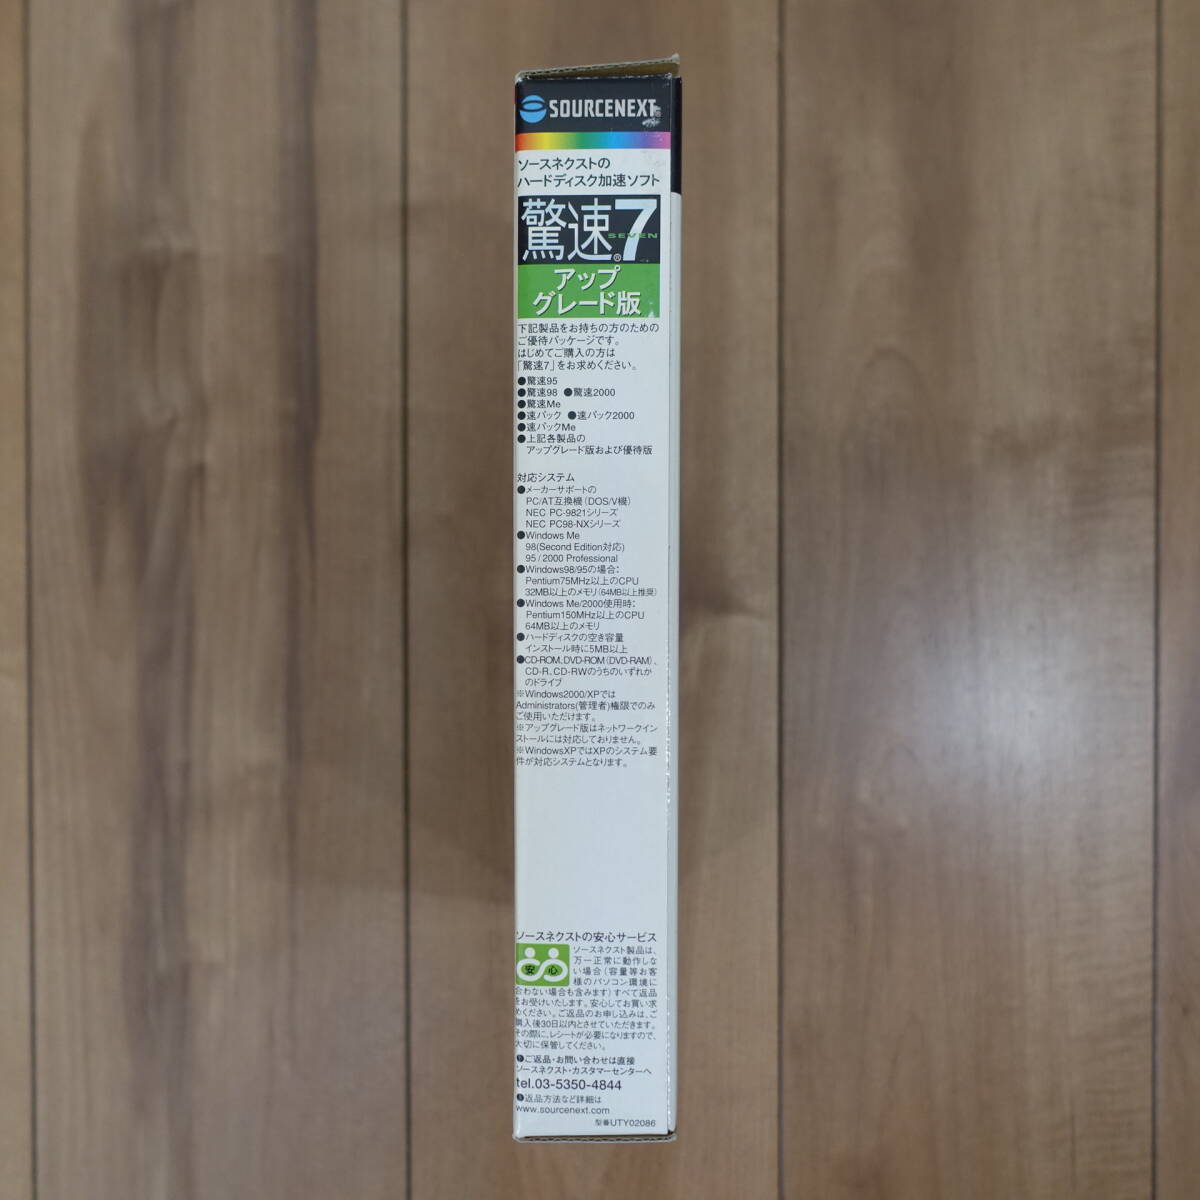 SOURCENEXT
ソースネクストの
ハードディスク加速ソフト
驚速7
SEVEN
®
アップ
グレード版
下記製品をお持ちの方のための
ご優待パッケージです。
はじめてご購入の方は
「驚速7」をお求めください。
●驚速95
●驚速98 ●驚速2000
●驚速Me
●速パック ●速パック2000
●速パックMe
●上記各製品の
アップグレード版および優待版
対応システム
●メーカーサポートの
PC/AT互換機(DOS/V機)
NEC PC-9821シリーズ
NEC PC98-NXシリーズ
●Windows Me
98(Second Edition対応)
95/2000 Professional
●Windows98/95の場合:
Pentium75MHz以上のCPU
32MB以上のメモリ(64MB以上推奨)
●Windows Me/2000使用時:
Pentium150MHz以上のCPU
64MB以上のメモリ
●ハードディスクの空き容量
インストール時に5MB以上
●CD-ROM、DVD-ROM(DVD-RAM)、
CD-R、CD-RWのうちのいずれか
のドライブ
※Windows2000/XPでは
Administrators(管理者)権限でのみ
ご使用いただけます。
※アップグレード版はネットワークイン
ストールには対応しておりません。
※WindowsXPではXPのシステム要
件が対応システムとなります。
ソースネクストの安心サービス
安心
ソースネクスト製品は、
万一正常に動作しな
い場合(容量等お客
様のパソコン環境に
合わない場合も含みます)すべて返品
をお受けいたします。安心してお買い求
めください。ご返品のお申し込みは、ご
購入後30日以内とさせていただきます。
その際に、レシートが必要になりますので、
大切に保管してください。
ご返品・お問い合わせは直接
ソースネクスト・カスタマーセンターへ
tel.03-5350-4844
返品方法など詳細は
www.sourcenext.com
型番UTY02086